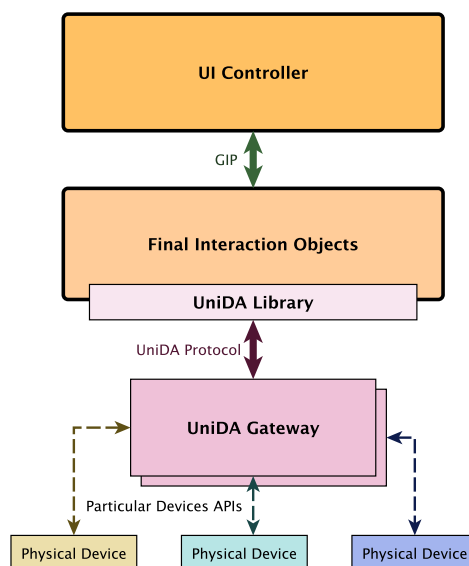 UI Controller
GIP
Final Interaction Objects
UniDA Library
UniDA Protocol
UniDA Gateway
Particular Devices APIs
Physical Device
Physical Device
Physical Device